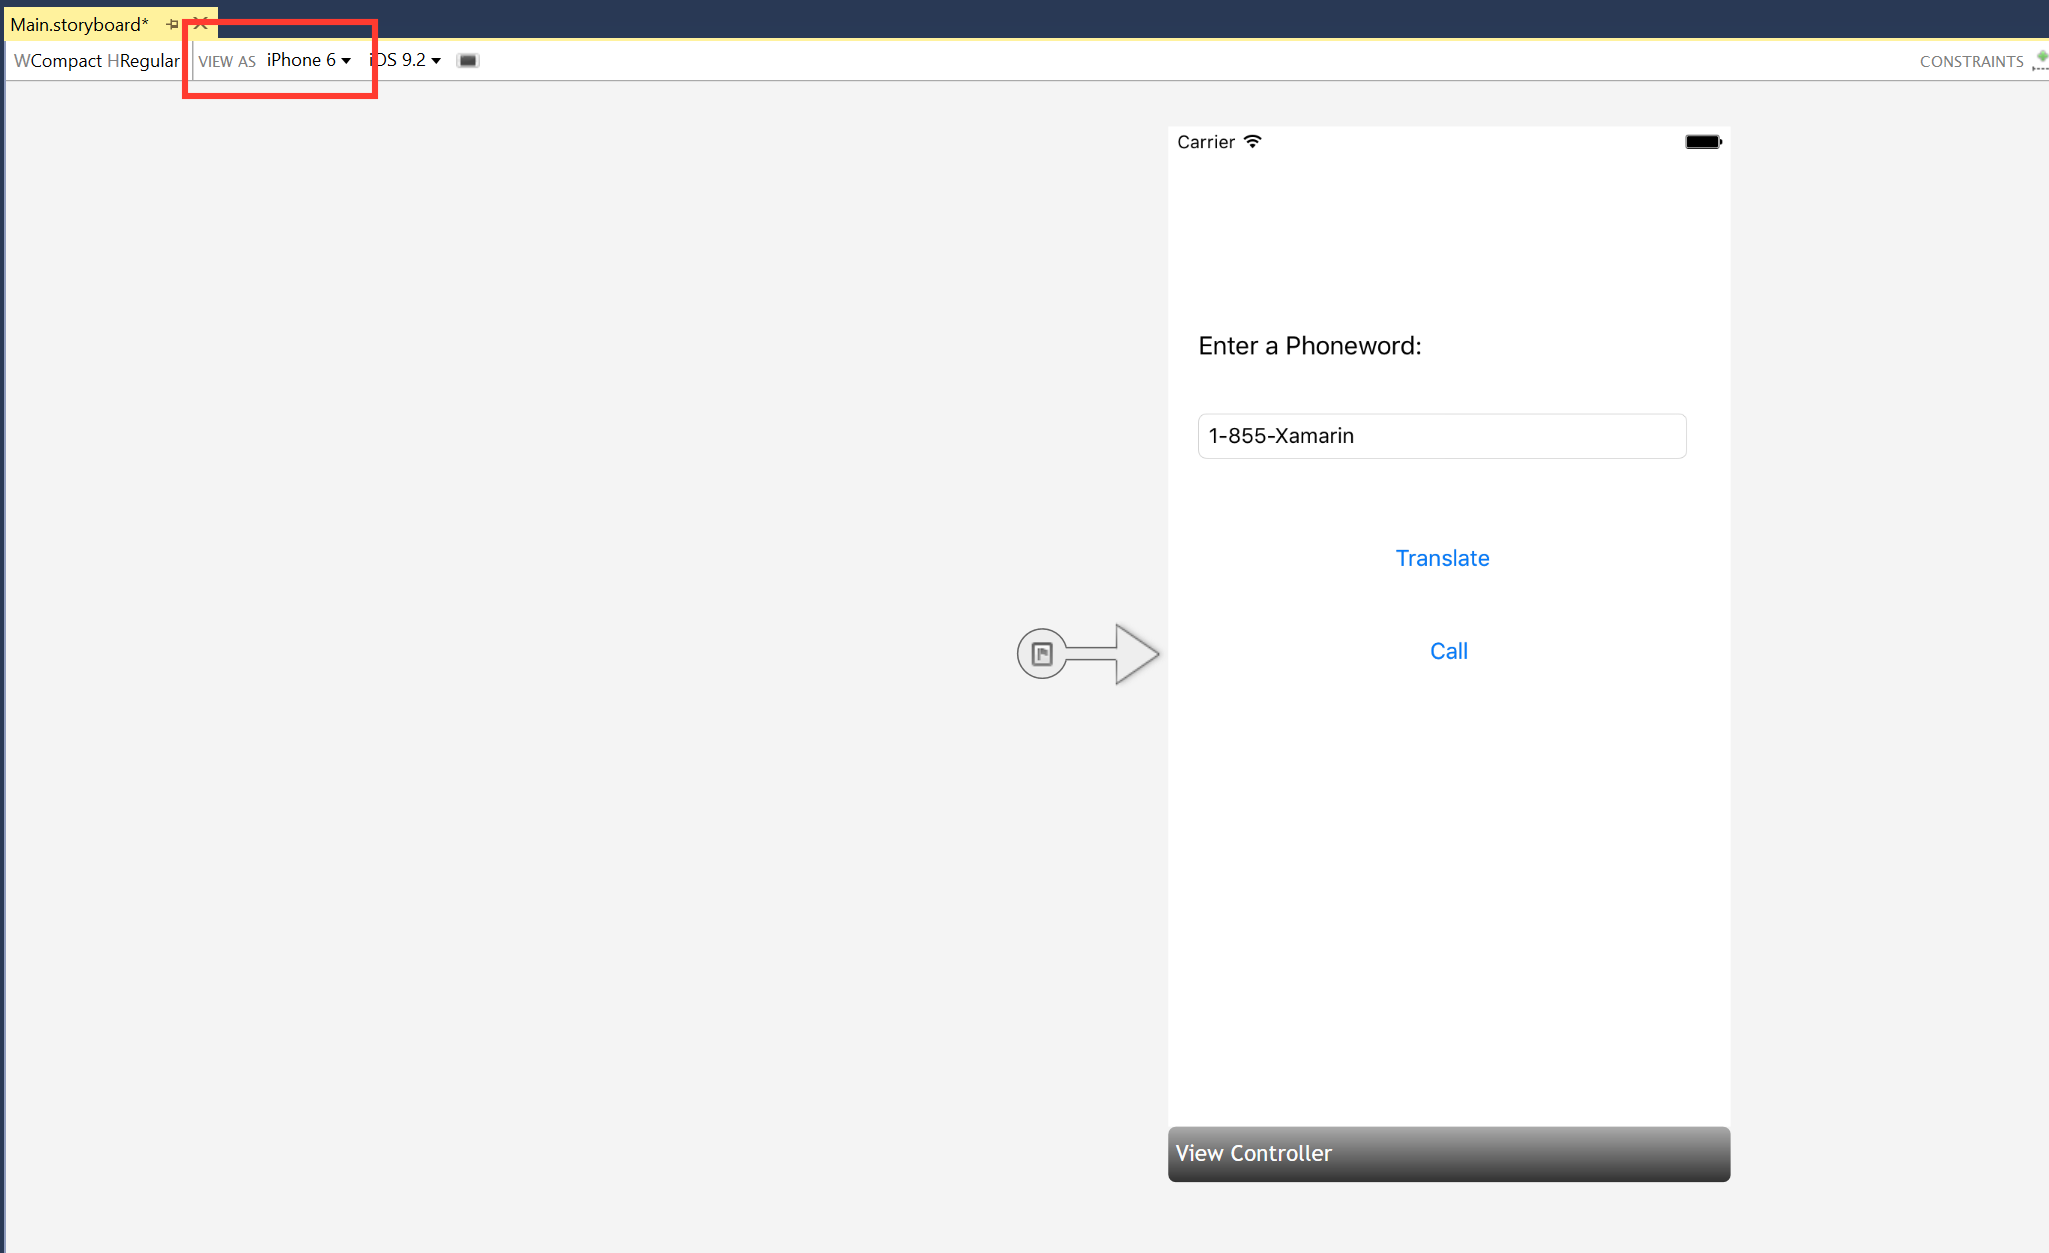 Main.storyboard*
WCompact HRegular VIEW AS iPhone 6 iOS 9.2 CONSTRAINTS
Carrier
Enter a Phoneword:
1-855-Xamarin
Translate
Call
View Controller